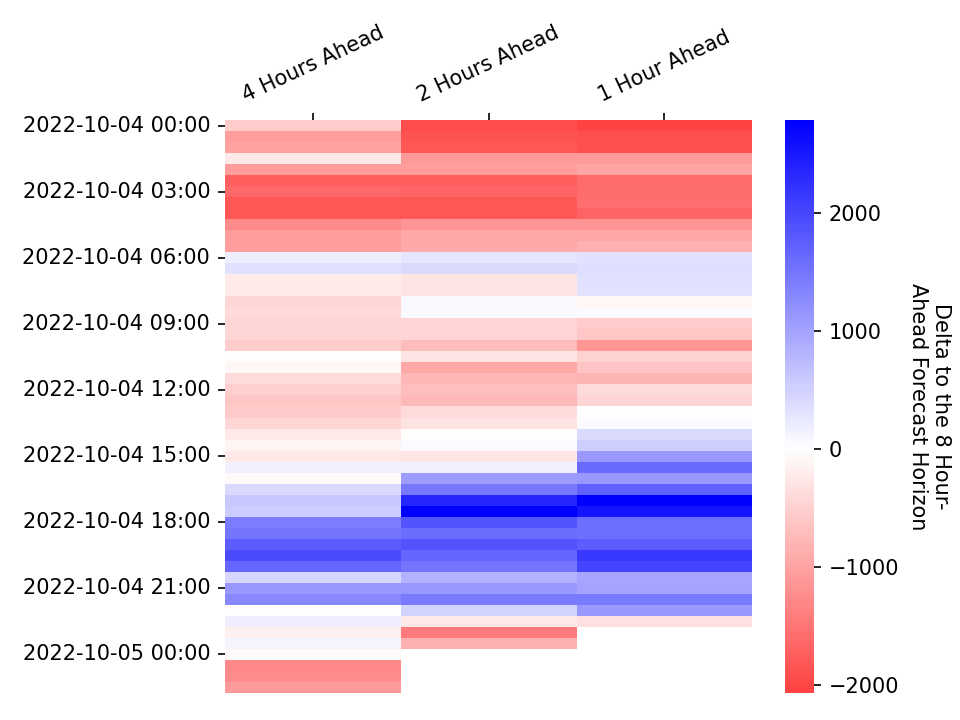 4 Hours Ahead
2 Hours Ahead
1 Hour Ahead
2022-10-04 00:00
2022-10-04 03:00
2022-10-04 06:00
2022-10-04 09:00
2022-10-04 12:00
2022-10-04 15:00
2022-10-04 18:00
2022-10-04 21:00
2022-10-05 00:00
2000
1000
0
−1000
−2000
Delta to the 8 Hour-
Ahead Forecast Horizon